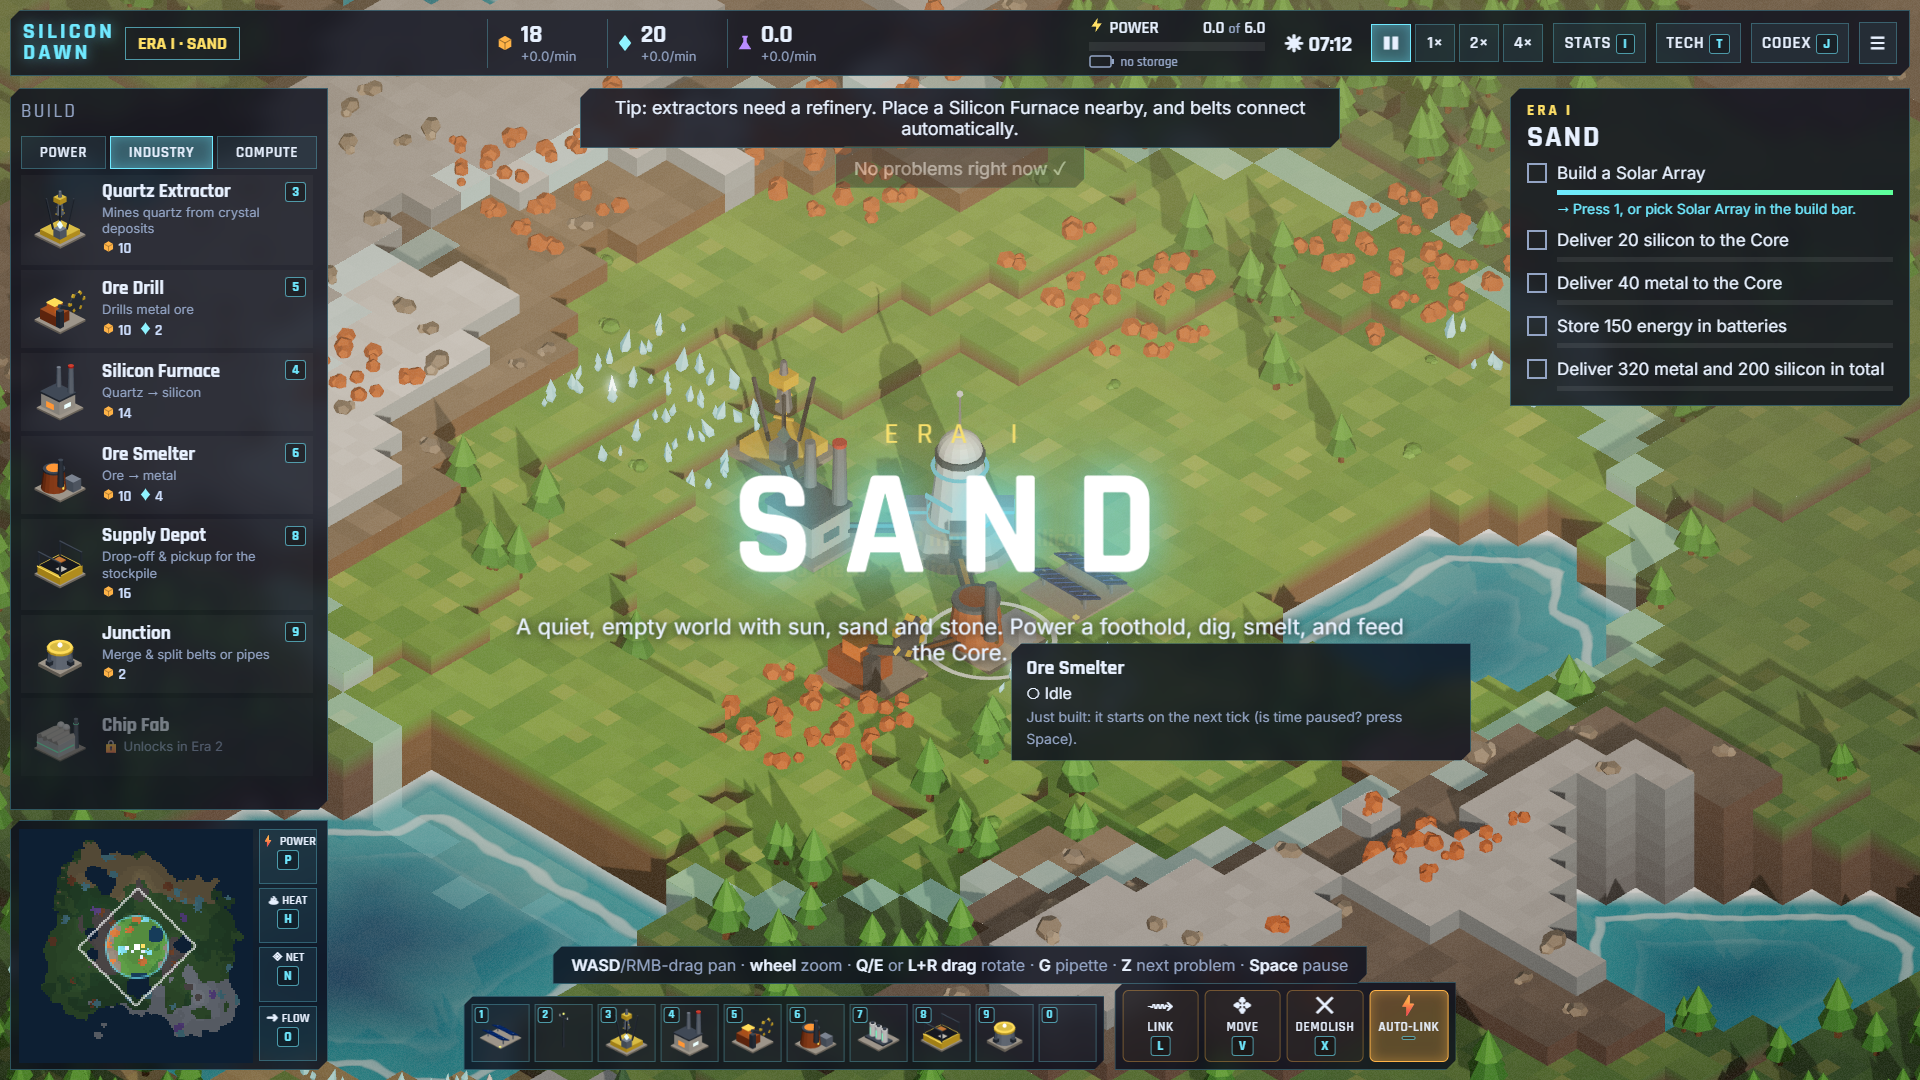 SILICON
DAWN
ERA I · SAND
18
+0.0/min
20
+0.0/min
0.0
+0.0/min
POWER
0.0 of 6.0
no storage
07:12
1×
2×
4×
STATS I
TECH T
CODEX J
BUILD
POWER
INDUSTRY
COMPUTE
Quartz Extractor
3
Mines quartz from crystal
deposits
10
Ore Drill
5
Drills metal ore
10 2
Silicon Furnace
4
Quartz → silicon
14
Ore Smelter
6
Ore → metal
10 4
Supply Depot
8
Drop-off & pickup for the
stockpile
16
Junction
9
Merge & split belts or pipes
2
Chip Fab
Unlocks in Era 2
Tip: extractors need a refinery. Place a Silicon Furnace nearby, and belts connect
automatically.
No problems right now ✓
ERA I
SAND
Build a Solar Array
→ Press 1, or pick Solar Array in the build bar.
Deliver 20 silicon to the Core
Deliver 40 metal to the Core
Store 150 energy in batteries
Deliver 320 metal and 200 silicon in total
ERA I
SAND
A quiet, empty world with sun, sand and stone. Power a foothold, dig, smelt, and feed
the Core.
Ore Smelter
Idle
Just built: it starts on the next tick (is time paused? press
Space).
POWER
P
HEAT
H
NET
N
FLOW
O
WASD/RMB-drag pan · wheel zoom · Q/E or L+R drag rotate · G pipette · Z next problem · Space pause
1
2
3
4
5
6
7
8
9
0
LINK
L
MOVE
V
DEMOLISH
X
AUTO-LINK